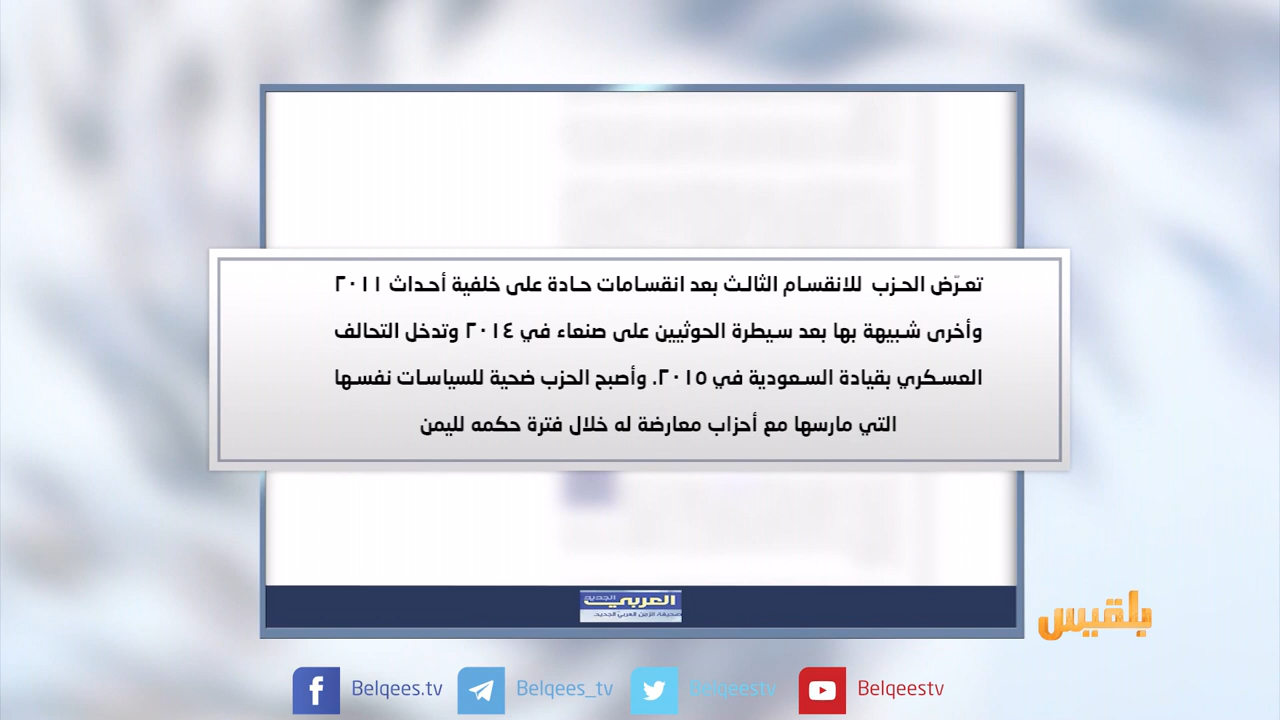 تعرّض الحزب للانقسام الثالث بعد انقسامات حادة على خلفية أحداث ٢٠١١
وأخرى شبيهة بها بعد سيطرة الحوثيين على صنعاء في ٢٠١٤ وتدخل التحالف
العسكري بقيادة السعودية في ٢٠١٥. وأصبح الحزب ضحية للسياسات نفسها
التي مارسها مع أحزاب معارضة له خلال فترة حكمه لليمن
العربي الجديد
صحيفة الزمن العربي الجديد
بلقيس
Belqees.tv Belqees_tv Belqeestv Belqeestv